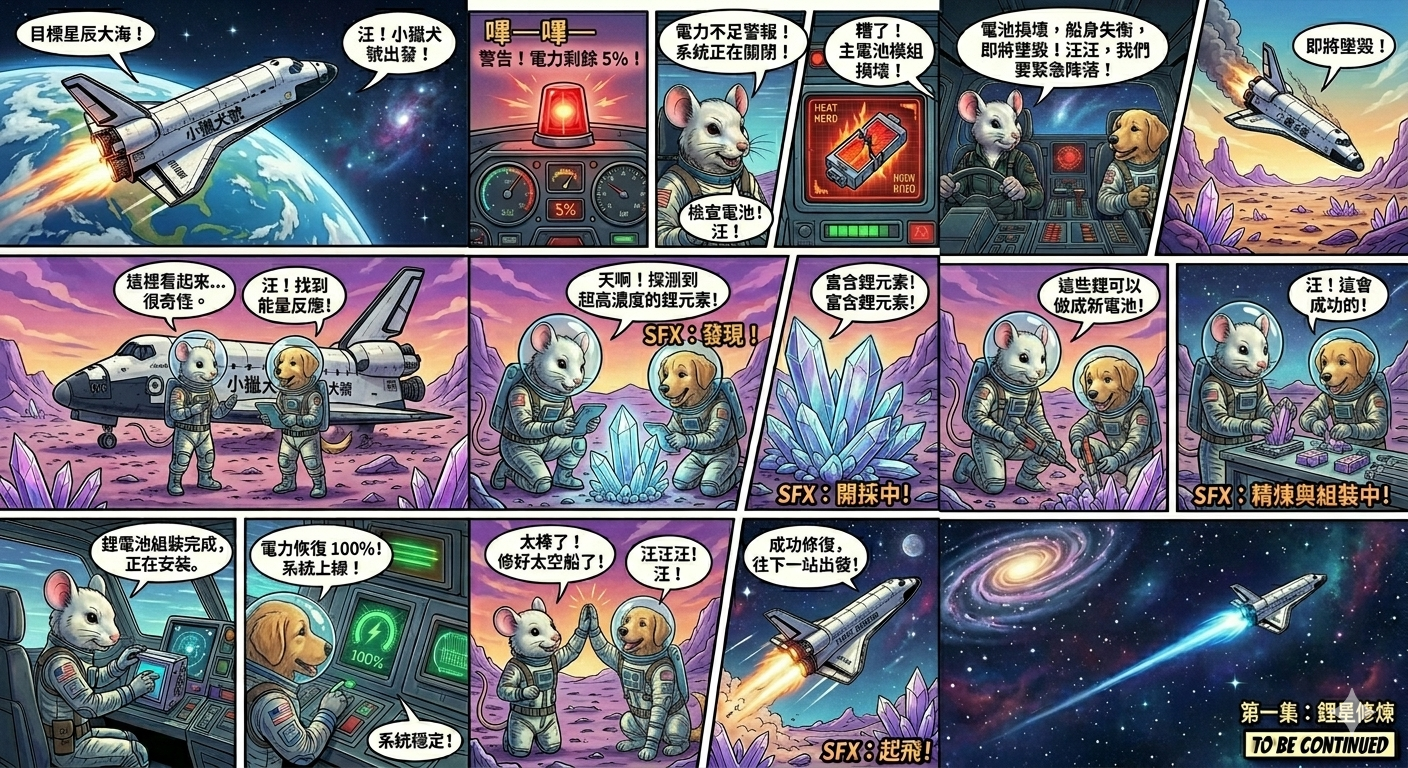 目標星辰大海！
汪！小獵犬
號出發！
小獵犬號
嗶—嗶—
警告！電力剩餘 5%！
5%
電力不足警報！
系統正在關閉！
檢查電池！
汪！
糟了！
主電池模組
損壞！
HEAT
電池損壞，船身失衡，
即將墜毀！汪汪，我們
要緊急降落！
即將墜毀！
這裡看起來...
很奇怪。
汪！找到
能量反應！
小獵犬
大號
天啊！探測到
超高濃度的鋰元素！
SFX：發現！
富含鋰元素！
富含鋰元素！
SFX：開採中！
這些鋰可以
做成新電池！
汪！這會
成功的！
SFX：精煉與組裝中！
鋰電池組裝完成，
正在安裝。
電力恢復 100%！
系統上線！
100%
系統穩定！
太棒了！
修好太空船了！
汪汪汪！
汪！
成功修復，
往下一站出發！
SFX：起飛！
第一集：鋰星修煉
TO BE CONTINUED